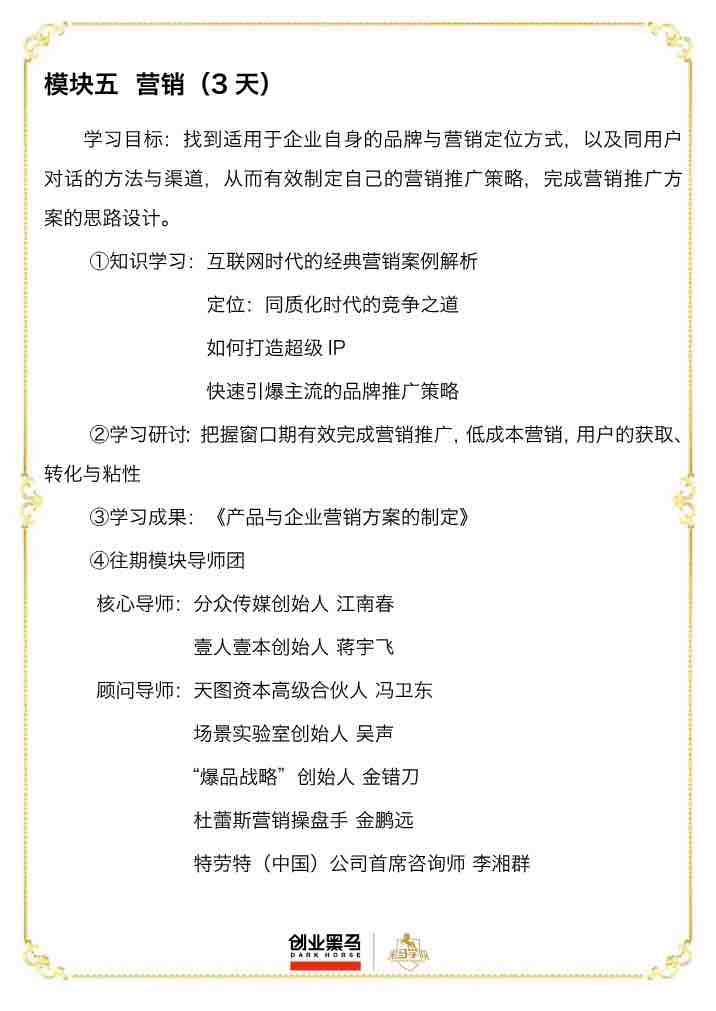 模块五 营销（3 天）
学习目标：找到适用于企业自身的品牌与营销定位方式，以及同用户
对话的方法与渠道，从而有效制定自己的营销推广策略，完成营销推广方
案的思路设计。
①知识学习：互联网时代的经典营销案例解析
定位：同质化时代的竞争之道
如何打造超级 IP
快速引爆主流的品牌推广策略
②学习研讨：把握窗口期有效完成营销推广，低成本营销，用户的获取、
转化与粘性
③学习成果：《产品与企业营销方案的制定》
④往期模块导师团
核心导师：分众传媒创始人 江南春
壹人壹本创始人 蒋宇飞
顾问导师：天图资本高级合伙人 冯卫东
场景实验室创始人 吴声
“爆品战略”创始人 金错刀
杜蕾斯营销操盘手 金鹏远
特劳特（中国）公司首席咨询师 李湘群
创业黑马
DARK HORSE
黑马学院